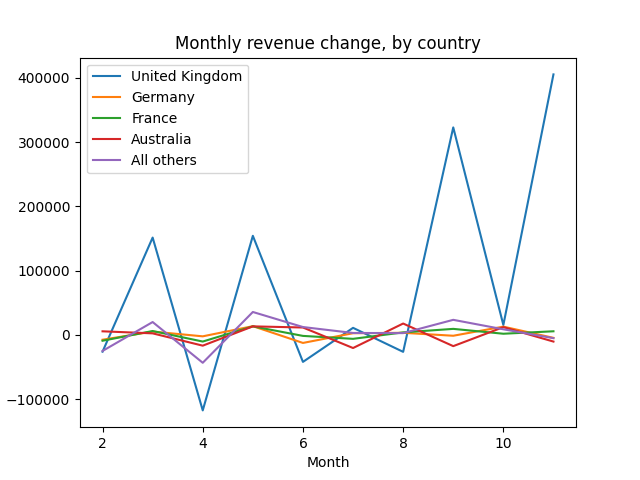 Monthly revenue change, by country
United Kingdom
Germany
France
Australia
All others
400000
300000
200000
100000
0
−100000
2 4 6 8 10
Month